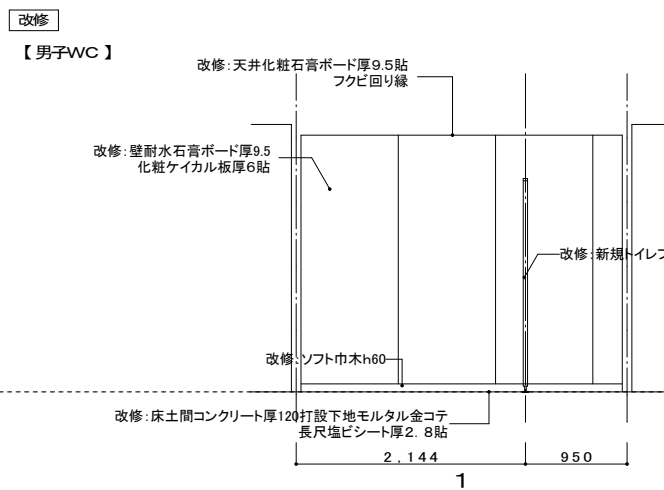 改修
【 男子WC 】
改修：天井化粧石膏ボード厚9.5貼
フクビ回り縁
改修：壁耐水石膏ボード厚9.5
化粧ケイカル板厚6貼
改修：新規トイレブ
改修：ソフト巾木h60
改修：床土間コンクリート厚120打設下地モルタル金コテ
長尺塩ビシート厚2．8貼
2,144
950
1